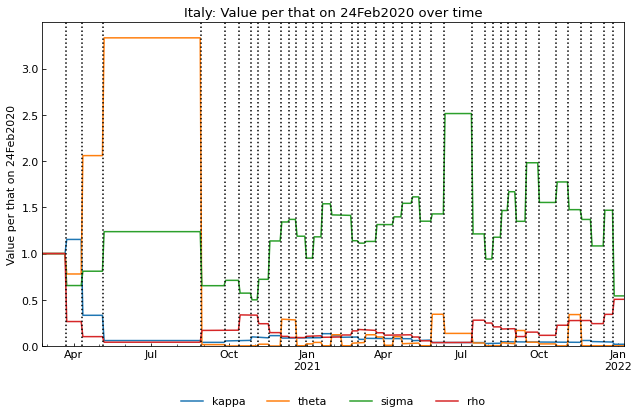 Italy: Value per that on 24Feb2020 over time
Value per that on 24Feb2020
3.0
2.5
2.0
1.5
1.0
0.5
0.0
Apr Jul Oct Jan Apr Jul Oct Jan
2021 2022
kappa theta sigma rho